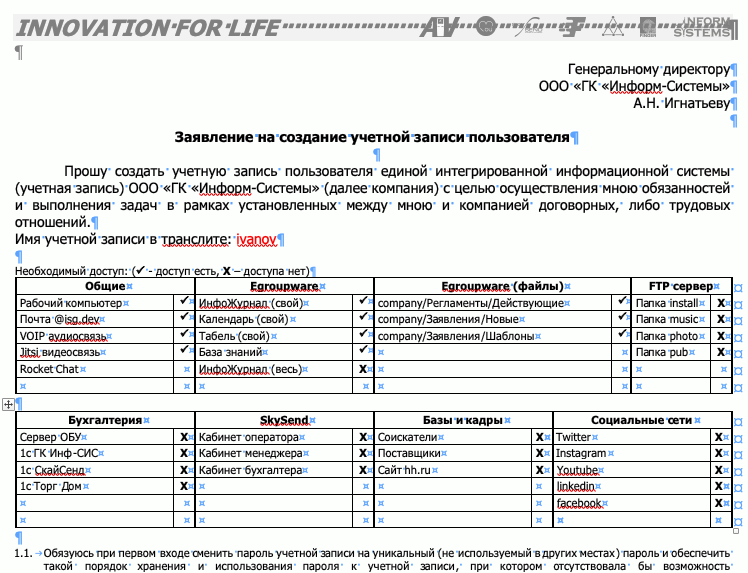 INNOVATION FOR LIFE
INFORM
SYSTEMS
Генеральному директору
ООО «ГК «Информ-Системы»
А.Н. Игнатьеву
Заявление на создание учетной записи пользователя
Прошу создать учетную запись пользователя единой интегрированной информационной системы
(учетная запись) ООО «ГК «Информ-Системы» (далее компания) с целью осуществления мною обязанностей
и выполнения задач в рамках установленных между мною и компанией договорных, либо трудовых
отношений.
Имя учетной записи в транслите: ivanov
Необходимый доступ: (✓ - доступ есть, X – доступа нет)
Общие Egroupware Egroupware (файлы) FTP сервер
Рабочий компьютер ✓ ИнфоЖурнал (свой) ✓ company/Регламенты/Действующие ✓ Папка install X
Почта @isg.dev ✓ Календарь (свой) ✓ company/Заявления/Новые ✓ Папка music X
VOIP аудиосвязь ✓ Табель (свой) ✓ company/Заявления/Шаблоны ✓ Папка photo X
Jitsi видеосвязь ✓ База знаний ✓ Папка pub X
Rocket Chat ИнфоЖурнал (весь) X
Бухгалтерия SkySend Базы и кадры Социальные сети
Сервер ОБУ X Кабинет оператора X Соискатели X Twitter X
1с ГК Инф-СИС X Кабинет менеджера X Поставщики X Instagram X
1с СкайСенд X Кабинет бухгалтера X Сайт hh.ru X Youtube X
1с Торг Дом X linkedin X
facebook X
1.1. Обязуюсь при первом входе сменить пароль учетной записи на уникальный (не используемый в других местах) пароль и обеспечить
такой порядок хранения и использования пароля к учетной записи, при котором отсутствовала бы возможность